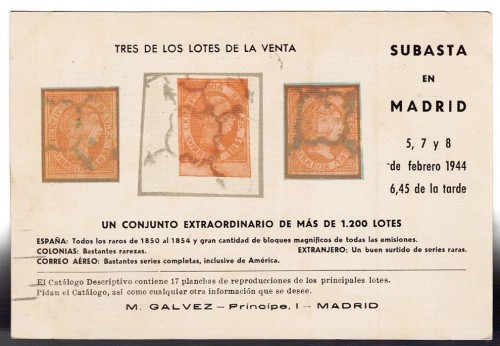 TRES DE LOS LOTES DE LA VENTA
SUBASTA
EN
MADRID
5, 7 y 8
de febrero 1944
6,45 de la tarde
UN CONJUNTO EXTRAORDINARIO DE MÁS DE 1.200 LOTES
ESPAÑA: Todos los raros de 1850 al 1854 y gran cantidad de bloques magníficos de todas las emisiones.
COLONIAS: Bastantes rarezas. EXTRANJERO: Un buen surtido de series raras.
CORREO AÉREO: Bastantes series completas, inclusive de América.
El Catálogo Descriptivo contiene 17 planchas de reproducciones de los principales lotes.
Pidan el Catálogo, así como cualquier otra información que se desee.
M. GALVEZ – Príncipe, 1 – MADRID